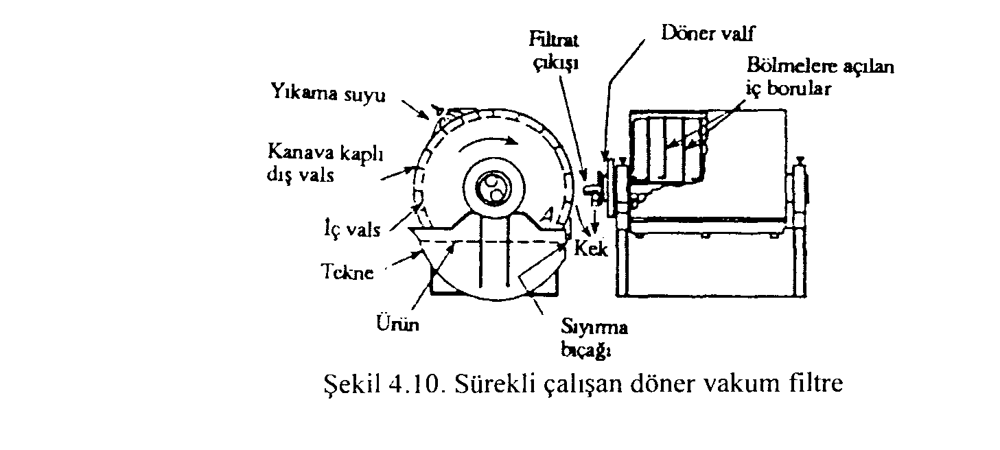 Döner valf
Filtrat
çıkışı
Bölmelere açılan
iç borular
Yıkama suyu
Kanava kaplı
dış vals
İç vals
A
Kek
Tekne
Ürün
Sıyırma
bıçağı
Şekil 4.10. Sürekli çalışan döner vakum filtre